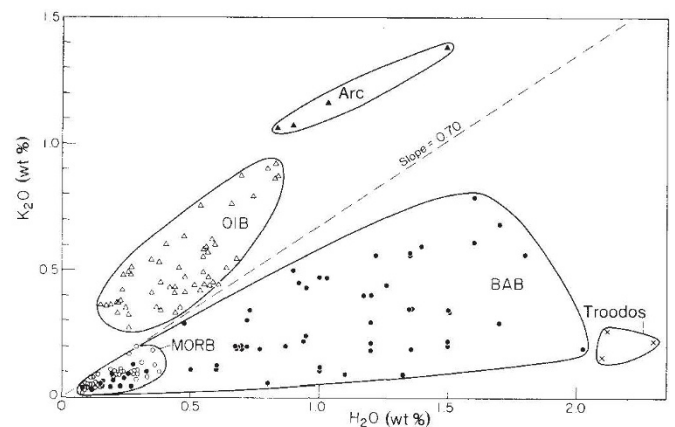 1.5
Arc
1.0
Slope = 0.70
K₂O (wt %)
OIB
0.5
BAB
Troodos
MORB
0
0
0.5
1.0
1.5
2.0
H₂O (wt %)